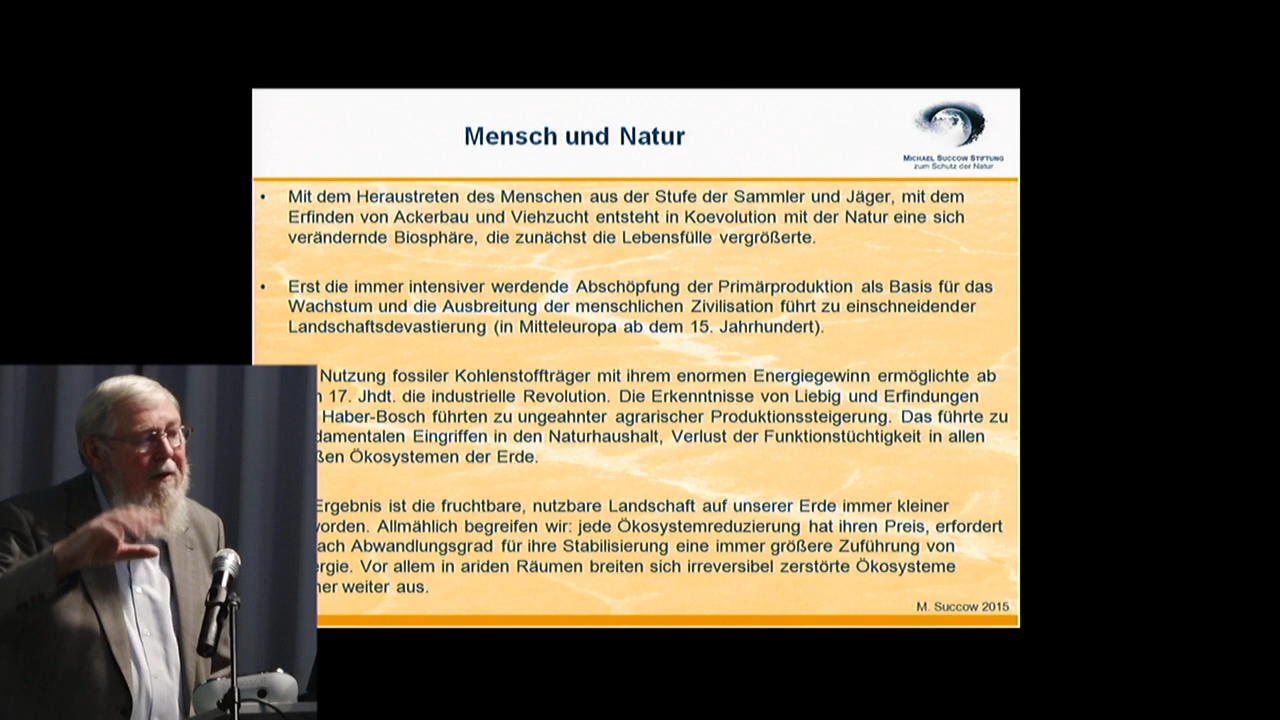 Mensch und Natur
MICHAEL SUCCOW STIFTUNG
zum Schutz der Natur
• Mit dem Heraustreten des Menschen aus der Stufe der Sammler und Jäger, mit dem
Erfinden von Ackerbau und Viehzucht entsteht in Koevolution mit der Natur eine sich
verändernde Biosphäre, die zunächst die Lebensfülle vergrößerte.
• Erst die immer intensiver werdende Abschöpfung der Primärproduktion als Basis für das
Wachstum und die Ausbreitung der menschlichen Zivilisation führt zu einschneidender
Landschaftsdevastierung (in Mitteleuropa ab dem 15. Jahrhundert).
Nutzung fossiler Kohlenstoffträger mit ihrem enormen Energiegewinn ermöglichte ab
17. Jhdt. die industrielle Revolution. Die Erkenntnisse von Liebig und Erfindungen
Haber-Bosch führten zu ungeahnter agrarischer Produktionssteigerung. Das führte zu
damentalen Eingriffen in den Naturhaushalt, Verlust der Funktionstüchtigkeit in allen
ßen Ökosystemen der Erde.
Ergebnis ist die fruchtbare, nutzbare Landschaft auf unserer Erde immer kleiner
worden. Allmählich begreifen wir: jede Ökosystemreduzierung hat ihren Preis, erfordert
ach Abwandlungsgrad für ihre Stabilisierung eine immer größere Zuführung von
ergie. Vor allem in ariden Räumen breiten sich irreversibel zerstörte Ökosysteme
er weiter aus.
M. Succow 2015